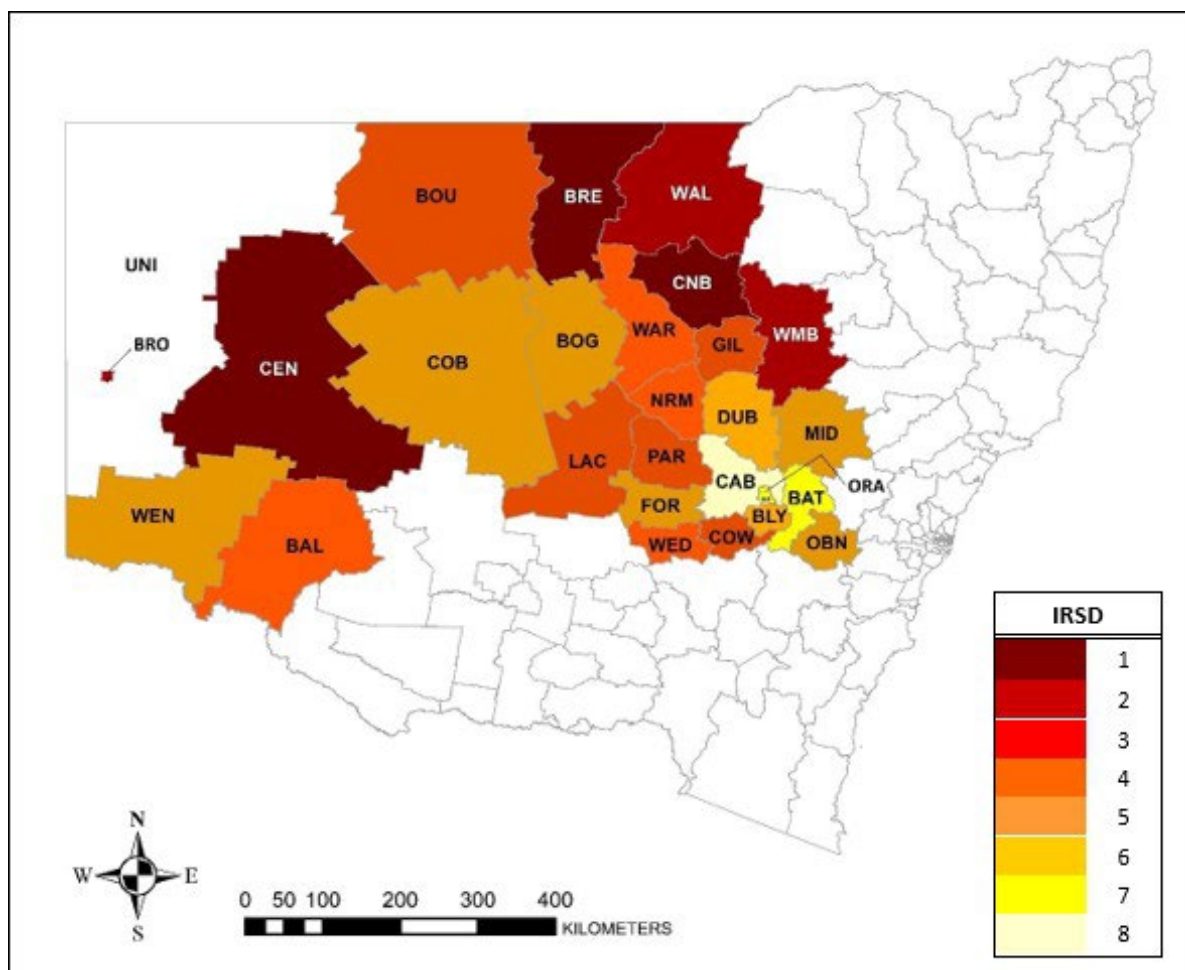 BOU
BRE
WAL
UNI
CNB
BRO
CEN
COB
BOG
WAR
GIL
WMB
NRM
DUB
MID
LAC
PAR
CAB
ORA
WEN
FOR
BAT
BLY
BAL
WED
COW
OBN
IRSD
1
2
3
4
5
6
7
8
N
W E
S
0 50 100 200 300 400
KILOMETERS